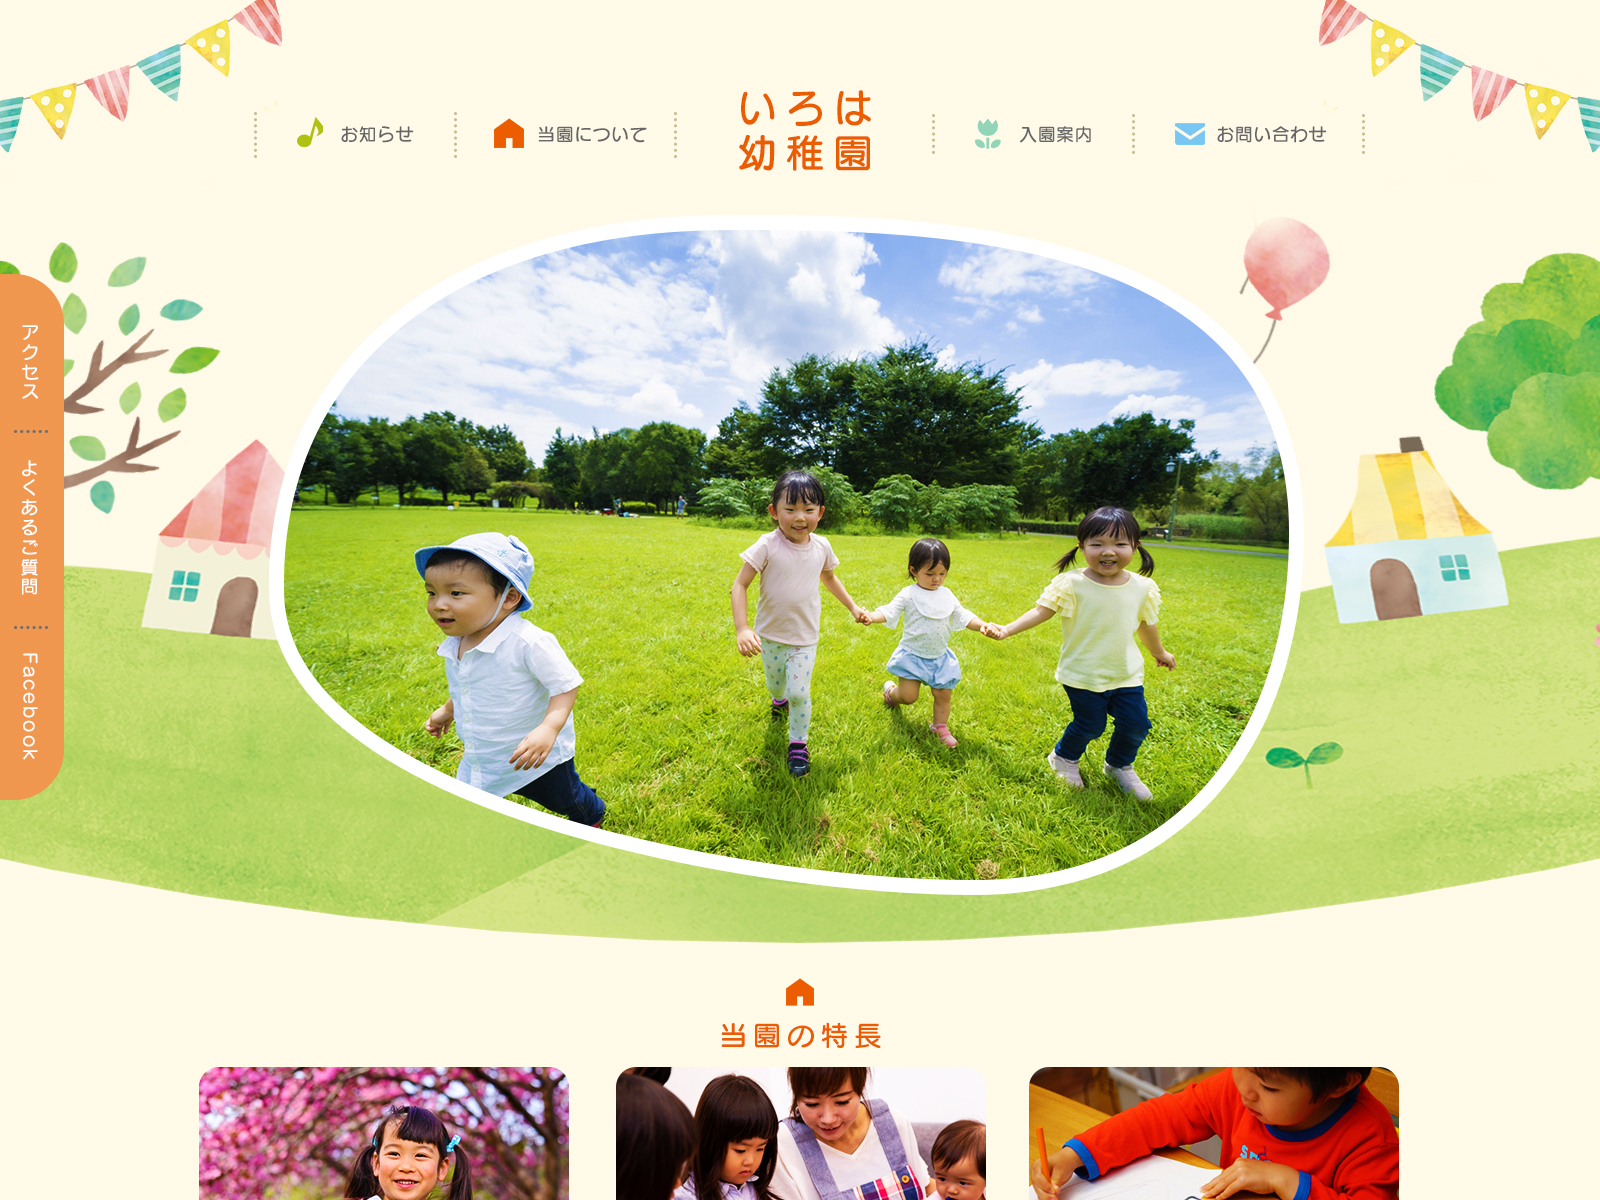 お知らせ
当園について
いろは
幼稚園
入園案内
お問い合わせ
アクセス
よくあるご質問
Facebook
当園の特長